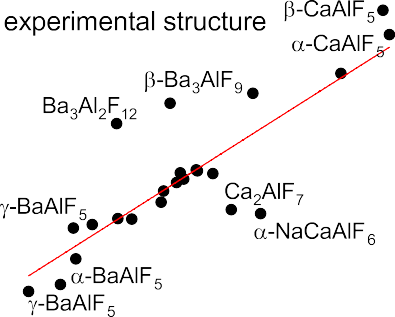 experimental structure
β-CaAlF5
α-CaAlF5
β-Ba3AlF9
Ba3Al2F12
Ca2AlF7
γ-BaAlF5
α-NaCaAlF6
α-BaAlF5
γ-BaAlF5